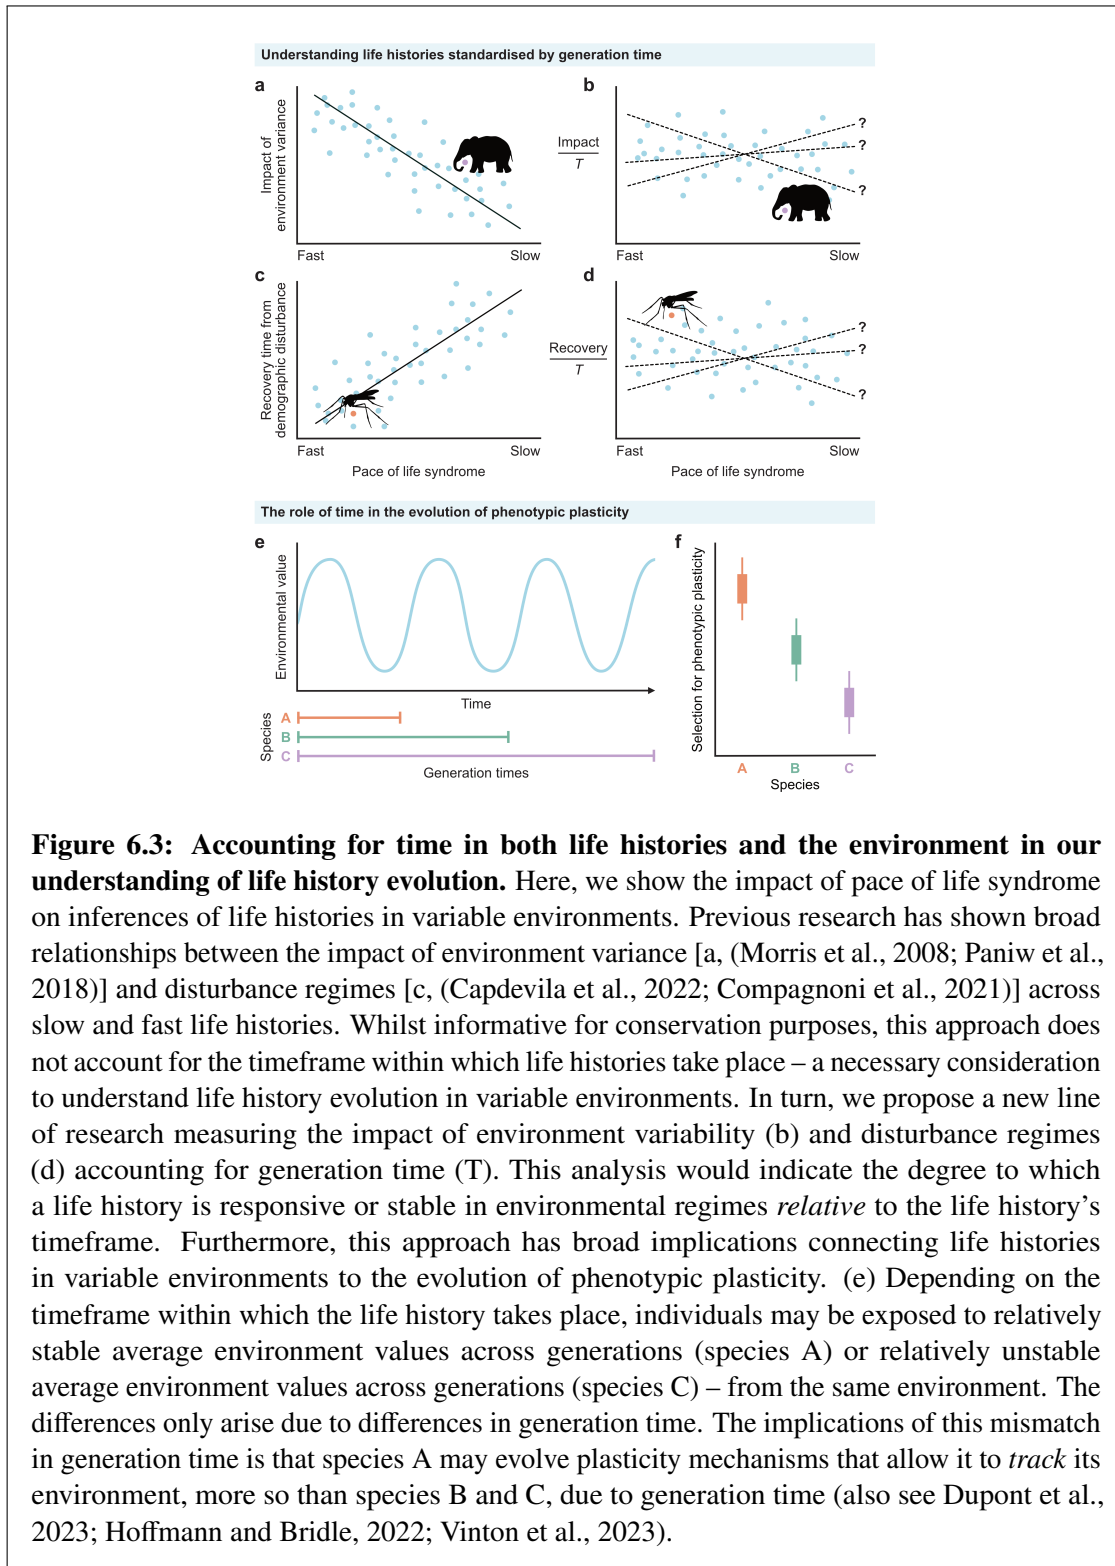 Understanding life histories standardised by generation time
a
Impact of
environment variance
Fast
Slow
b
Impact
T
?
?
?
Fast
Slow
c
Recovery time from
demographic disturbance
Fast
Slow
Pace of life syndrome
d
Recovery
T
?
?
?
Fast
Slow
Pace of life syndrome
The role of time in the evolution of phenotypic plasticity
e
Environmental value
Time
Species
A
B
C
Generation times
f
Selection for phenotypic plasticity
A
B
C
Species
Figure 6.3: Accounting for time in both life histories and the environment in our
understanding of life history evolution. Here, we show the impact of pace of life syndrome
on inferences of life histories in variable environments. Previous research has shown broad
relationships between the impact of environment variance [a, (Morris et al., 2008; Paniw et al.,
2018)] and disturbance regimes [c, (Capdevila et al., 2022; Compagnoni et al., 2021)] across
slow and fast life histories. Whilst informative for conservation purposes, this approach does
not account for the timeframe within which life histories take place – a necessary consideration
to understand life history evolution in variable environments. In turn, we propose a new line
of research measuring the impact of environment variability (b) and disturbance regimes
(d) accounting for generation time (T). This analysis would indicate the degree to which
a life history is responsive or stable in environmental regimes relative to the life history's
timeframe. Furthermore, this approach has broad implications connecting life histories
in variable environments to the evolution of phenotypic plasticity. (e) Depending on the
timeframe within which the life history takes place, individuals may be exposed to relatively
stable average environment values across generations (species A) or relatively unstable
average environment values across generations (species C) – from the same environment. The
differences only arise due to differences in generation time. The implications of this mismatch
in generation time is that species A may evolve plasticity mechanisms that allow it to track its
environment, more so than species B and C, due to generation time (also see Dupont et al.,
2023; Hoffmann and Bridle, 2022; Vinton et al., 2023).